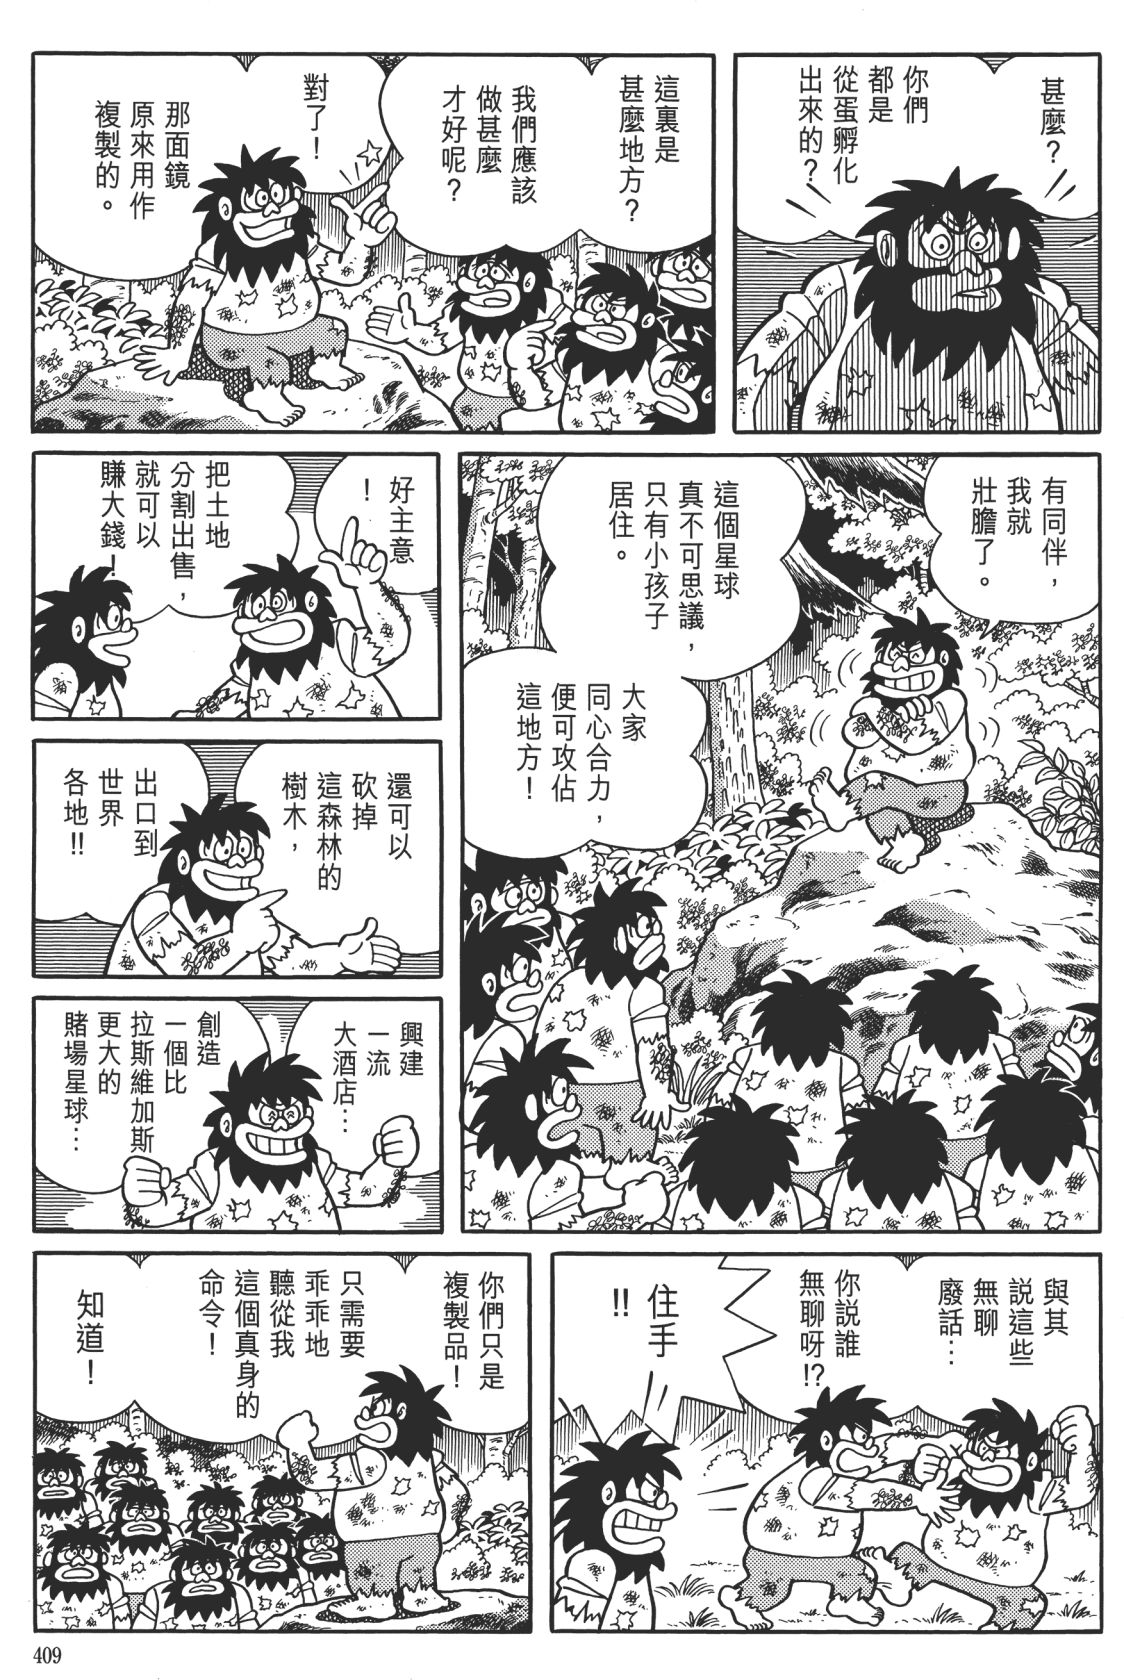 甚麼？
你們
都是
從蛋孵化
出來的？
這裏是
甚麼地方？
我們應該
做甚麼
才好呢？
對了！
那面鏡
原來用作
複製的。
有同伴，
我就
壯膽了。
這個星球
真不可思議，
只有小孩子
居住。
大家
同心合力，
便可攻佔
這地方！
好主意
！
把土地
分割出售，
就可以
賺大錢！
還可以
砍掉
這森林的
樹木，
出口到
世界
各地!!
興建
一流
大酒店…
創造
一個比
拉斯維加斯
更大的
賭場星球…
與其
説這些
無聊
廢話…
你説誰
無聊呀!?
住手
!!
你們只是
複製品！
只需要
乖乖地
聽從我
這個真身的
命令！
知道！
409